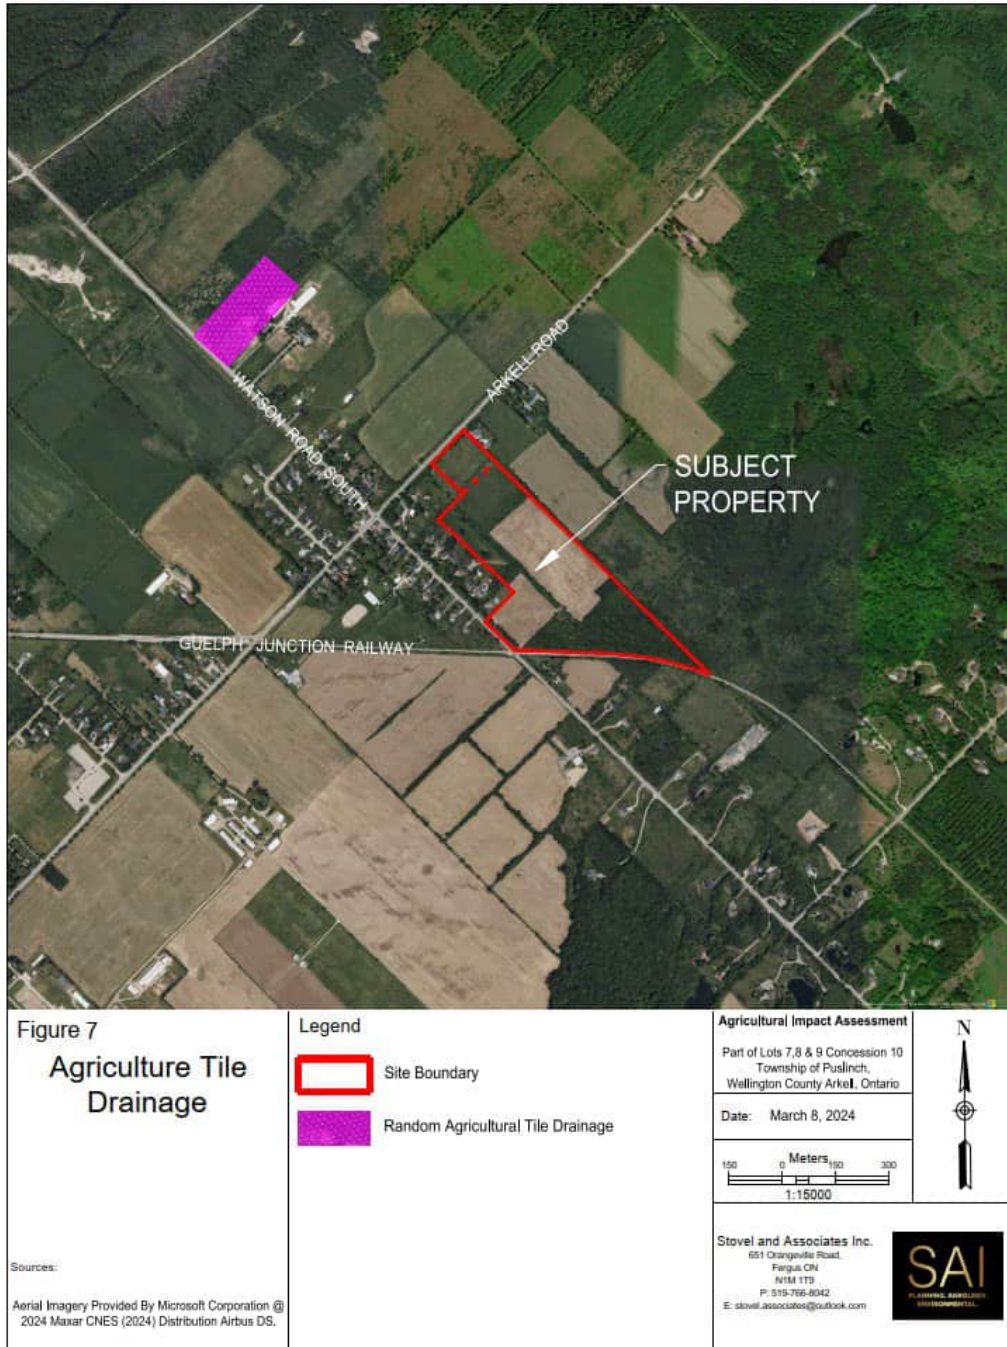 ARKELL ROAD
WATSON ROAD SOUTH
SUBJECT
PROPERTY
GUELPH JUNCTION RAILWAY
Figure 7
Agriculture Tile
Drainage
Sources:
Aerial Imagery Provided By Microsoft Corporation @
2024 Maxar CNES (2024) Distribution Airbus DS.
Legend
Site Boundary
Random Agricultural Tile Drainage
Agricultural Impact Assessment
Part of Lots 7,8 & 9 Concession 10
Township of Puslinch,
Wellington County Arkell, Ontario
Date: March 8, 2024
Meters
150 0 150 300
1:15000
N
Stovel and Associates Inc.
651 Orangeville Road,
Fergus ON
N1M 1T9
P: 519-766-8042
E: stovel.associates@outlook.com
SAI
PLANNING, AGROLOGY
ENVIRONMENTAL.